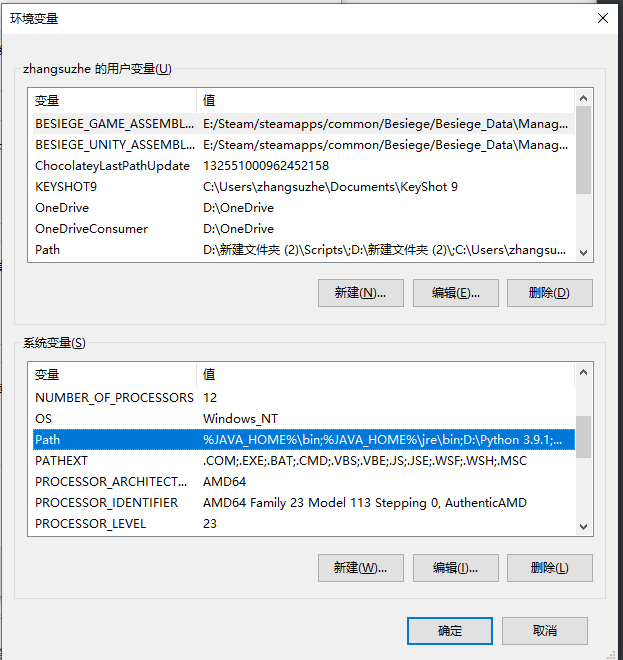 环境变量
zhangsuzhe 的用户变量(U)
变量 值
BESIEGE_GAME_ASSEMBL... E:/Steam/steamapps/common/Besiege/Besiege_Data\Manag...
BESIEGE_UNITY_ASSEMBL... E:/Steam/steamapps/common/Besiege/Besiege_Data\Manag...
ChocolateyLastPathUpdate 132551000962452158
KEYSHOT9 C:\Users\zhangsuzhe\Documents\KeyShot 9
OneDrive D:\OneDrive
OneDriveConsumer D:\OneDrive
Path D:\新建文件夹 (2)\Scripts\;D:\新建文件夹 (2)\;C:\Users\zhangsu...
新建(N)... 编辑(E)... 删除(D)
系统变量(S)
变量 值
NUMBER_OF_PROCESSORS 12
OS Windows_NT
Path %JAVA_HOME%\bin;%JAVA_HOME%\jre\bin;D:\Python 3.9.1;...
PATHEXT .COM;.EXE;.BAT;.CMD;.VBS;.VBE;.JS;.JSE;.WSF;.WSH;.MSC
PROCESSOR_ARCHITECT... AMD64
PROCESSOR_IDENTIFIER AMD64 Family 23 Model 113 Stepping 0, AuthenticAMD
PROCESSOR_LEVEL 23
新建(W)... 编辑(I)... 删除(L)
确定 取消